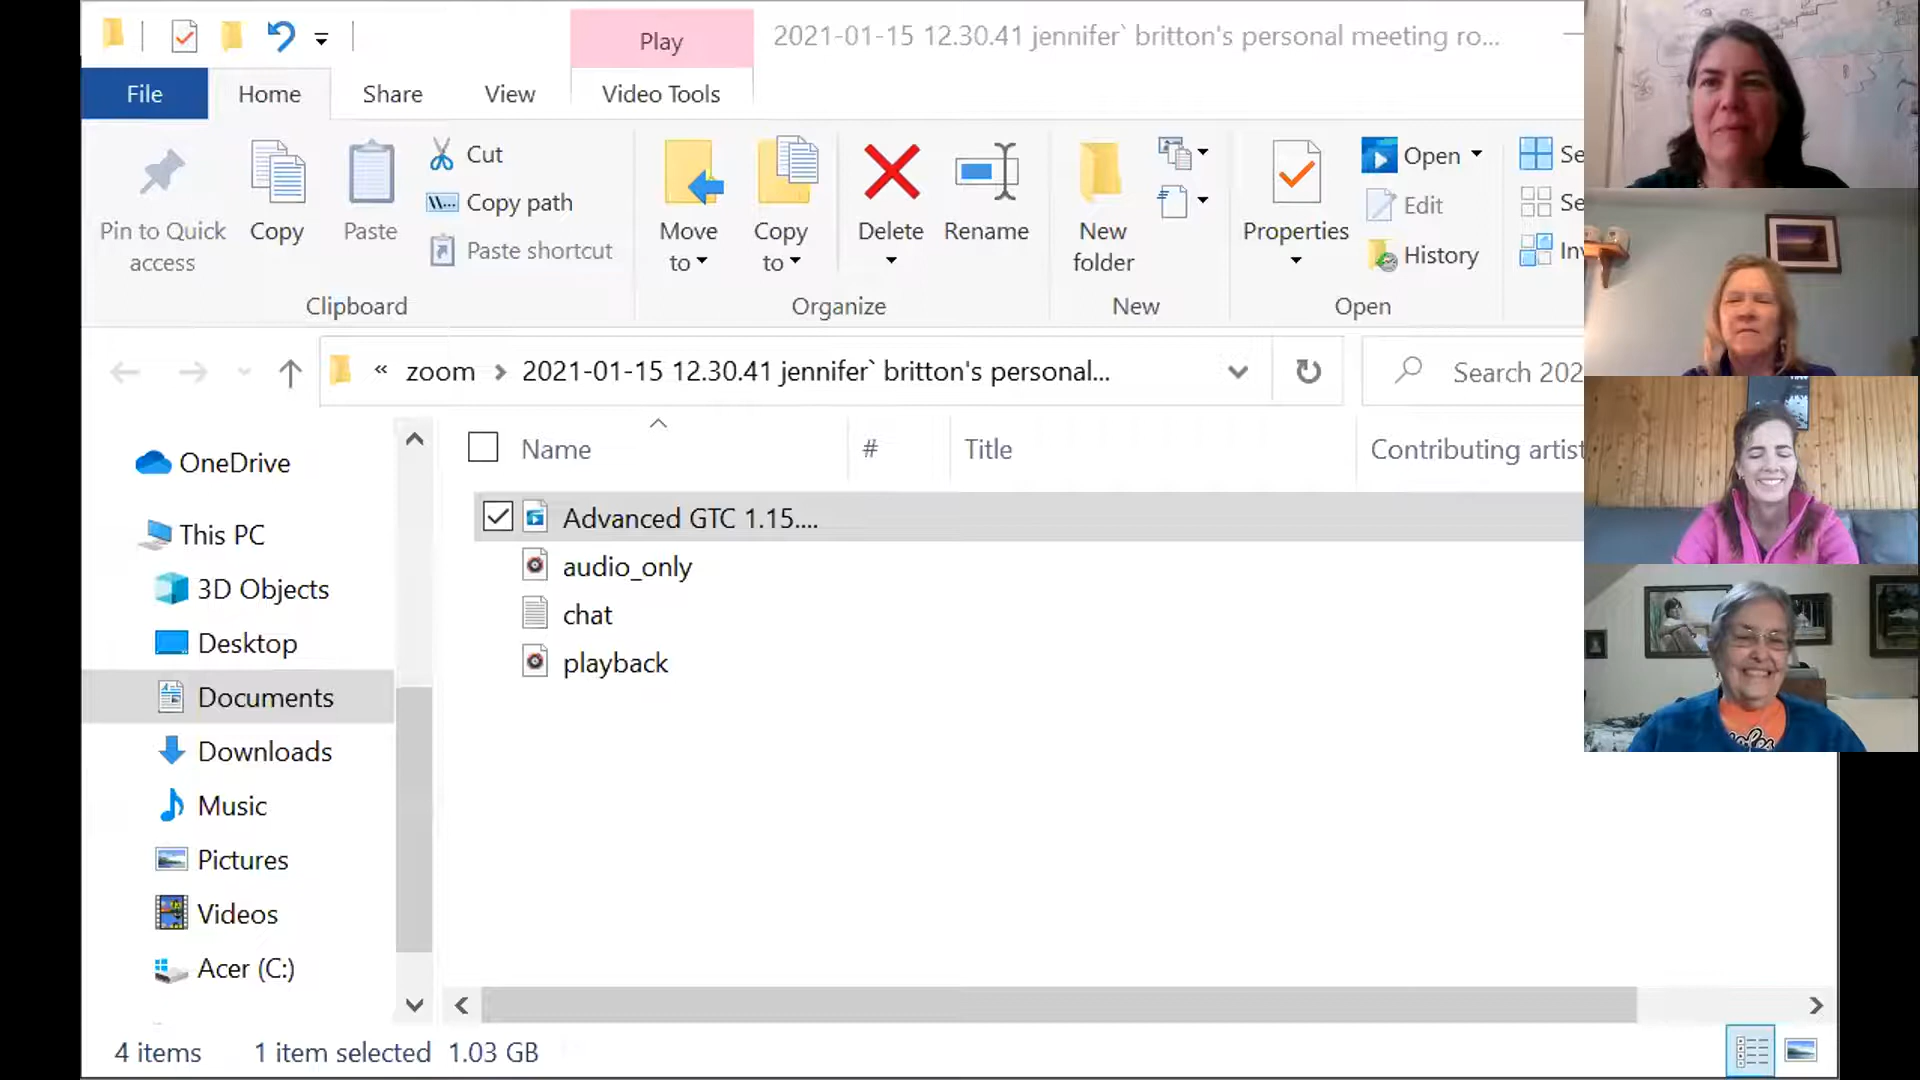 Play
2021-01-15 12.30.41 jennifer` britton's personal meeting ro...
File
Home
Share
View
Video Tools
Pin to Quick
access
Copy
Paste
Cut
Copy path
Paste shortcut
Clipboard
Move
to
Copy
to
Delete
Rename
Organize
New
folder
New
Properties
Open
Edit
History
Open
Se
Se
Inv
« zoom > 2021-01-15 12.30.41 jennifer` britton's personal...
Search 202
OneDrive
This PC
3D Objects
Desktop
Documents
Downloads
Music
Pictures
Videos
Acer (C:)
Name
#
Title
Contributing artist
Advanced GTC 1.15....
audio_only
chat
playback
4 items
1 item selected 1.03 GB